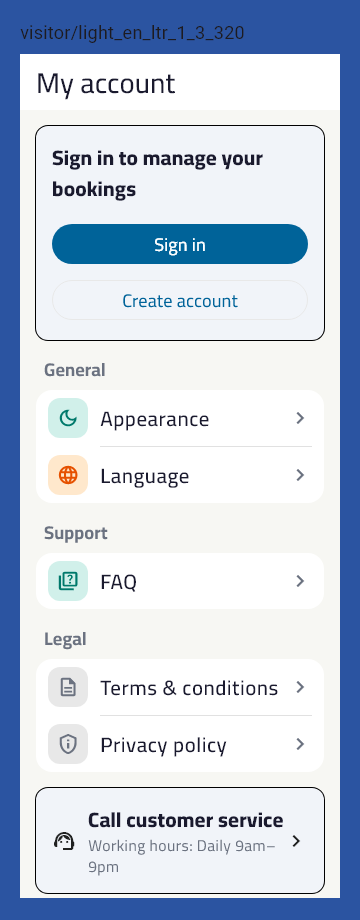 visitor/light_en_ltr_1_3_320
My account
Sign in to manage your
bookings
Sign in
Create account
General
Appearance
Language
Support
FAQ
Legal
Terms & conditions
Privacy policy
Call customer service
Working hours: Daily 9am–
9pm